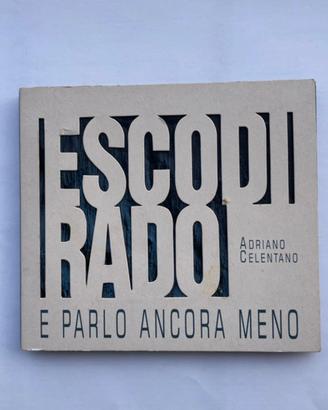 ESCO DI
RADO
ADRIANO
CELENTANO
E PARLO ANCORA MENO